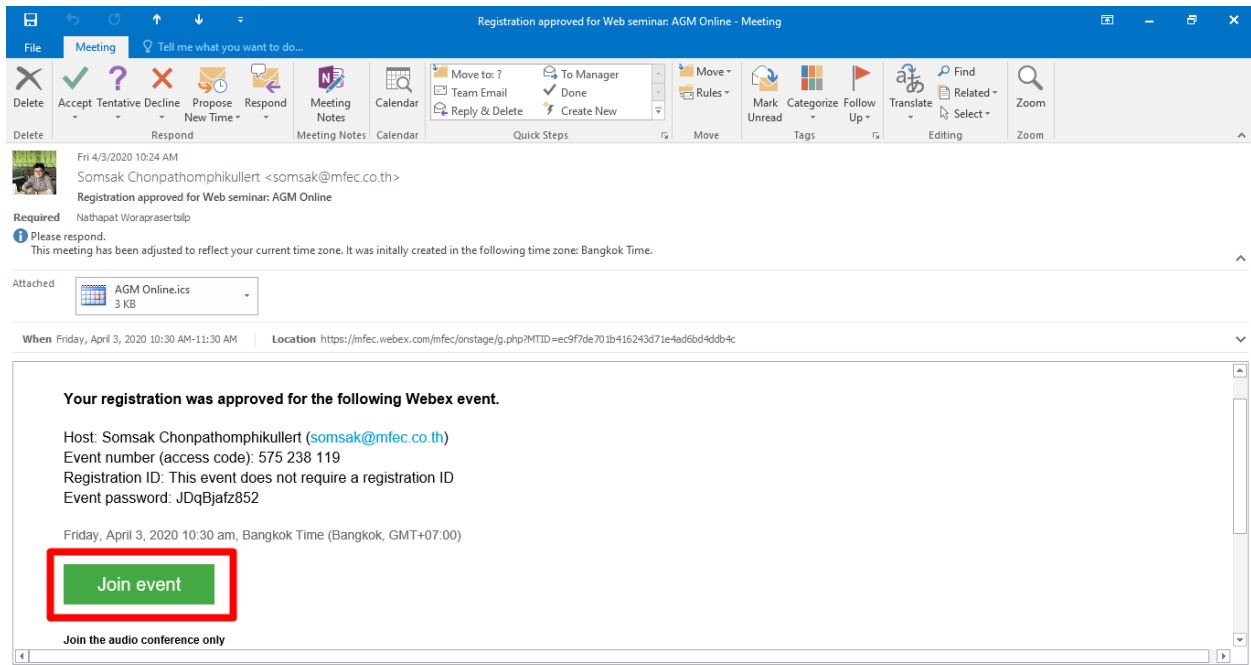 Registration approved for Web seminar: AGM Online - Meeting
File Meeting Tell me what you want to do...
Delete Accept Tentative Decline Propose New Time Respond Meeting Notes Calendar
Move to: ? To Manager
Team Email Done
Reply & Delete Create New
Move
Rules
Mark Unread Categorize Follow Up Translate
Find
Related
Select
Zoom
Delete Respond Meeting Notes Calendar Quick Steps Move Tags Editing Zoom
Fri 4/3/2020 10:24 AM
Somsak Chonpathomphikullert <somsak@mfec.co.th>
Registration approved for Web seminar: AGM Online
Required Nathapat Woraprasertsilp
Please respond.
This meeting has been adjusted to reflect your current time zone. It was initally created in the following time zone: Bangkok Time.
Attached
AGM Online.ics
3 KB
When Friday, April 3, 2020 10:30 AM-11:30 AM Location https://mfec.webex.com/mfec/onstage/g.php?MTID=ec9f7de701b416243d71e4ad6bd4ddb4c
Your registration was approved for the following Webex event.
Host: Somsak Chonpathomphikullert (somsak@mfec.co.th)
Event number (access code): 575 238 119
Registration ID: This event does not require a registration ID
Event password: JDqBjafz852
Friday, April 3, 2020 10:30 am, Bangkok Time (Bangkok, GMT+07:00)
Join event
Join the audio conference only